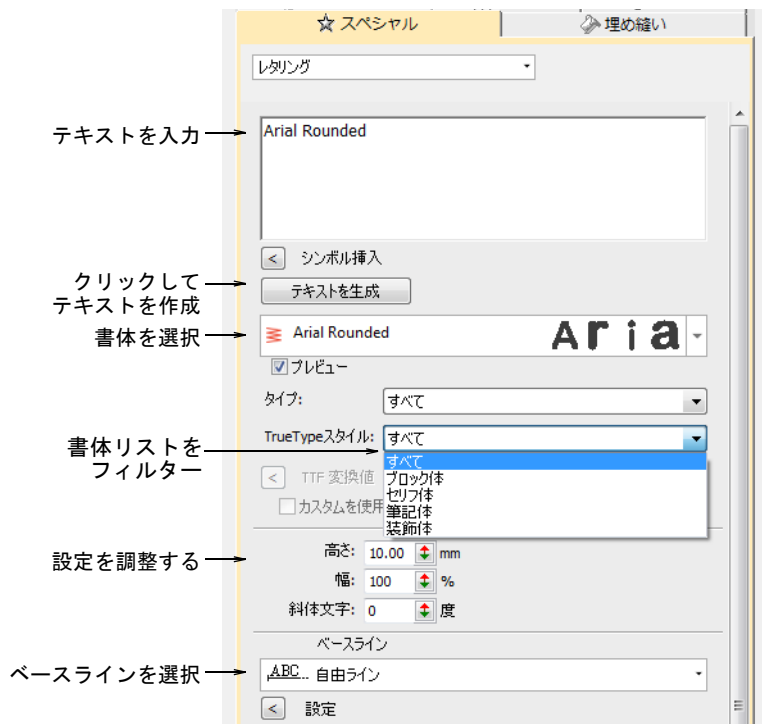 スペシャル 埋め縫い
レタリング
テキストを入力 Arial Rounded
< シンボル挿入
クリックして
テキストを作成 テキストを生成
書体を選択 Arial Rounded Aria
プレビュー
タイプ: すべて
TrueTypeスタイル: すべて
書体リストを
フィルター
すべて
< TTF 変換値 ブロック体
セリフ体
カスタムを使用 筆記体
装飾体
設定を調整する 高さ: 10.00 mm
幅: 100 %
斜体文字: 0 度
ベースライン
ベースラインを選択 ABC... 自由ライン
< 設定